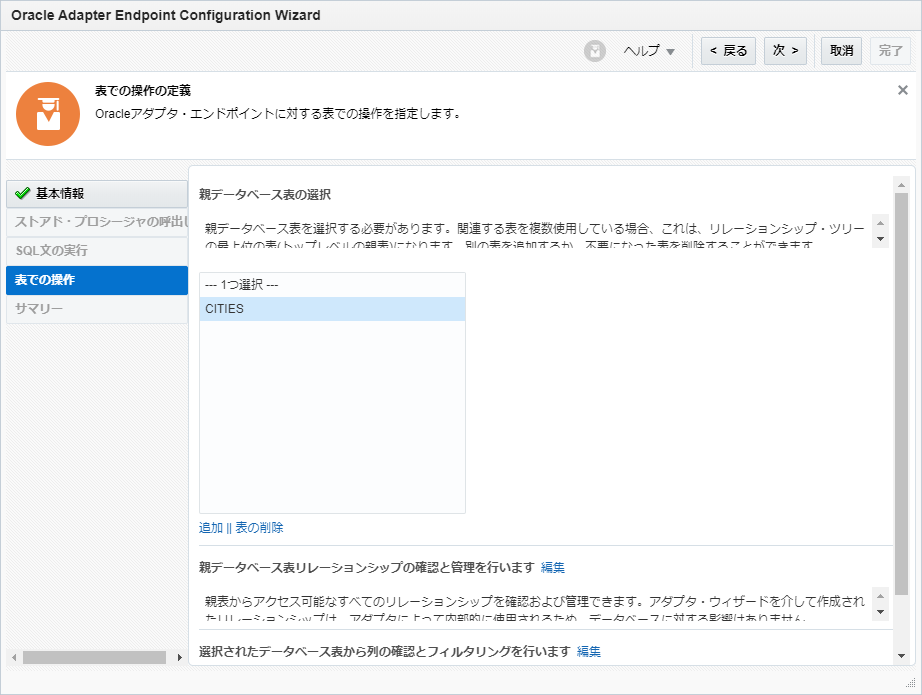 Oracle Adapter Endpoint Configuration Wizard
ヘルプ
< 戻る
次 >
取消
完了
表での操作の定義
Oracleアダプタ・エンドポイントに対する表での操作を指定します。
基本情報
ストアド・プロシージャの呼出し
SQL文の実行
表での操作
サマリー
親データベース表の選択
親データベース表を選択する必要があります。関連する表を複数使用している場合、これは、リレーションシップ・ツリー
の最上位の表(トップレベルの親表)になります。別の表を追加するか、不要になった表を削除することができます。
--- 1つ選択 ---
CITIES
追加 || 表の削除
親データベース表リレーションシップの確認と管理を行います 編集
親表からアクセス可能なすべてのリレーションシップを確認および管理できます。アダプタ・ウィザードを介して作成され
たリレーションシップは、アダプタによって内部的に使用されるため、データベースに対する影響はありません。
選択されたデータベース表から列の確認とフィルタリングを行います 編集